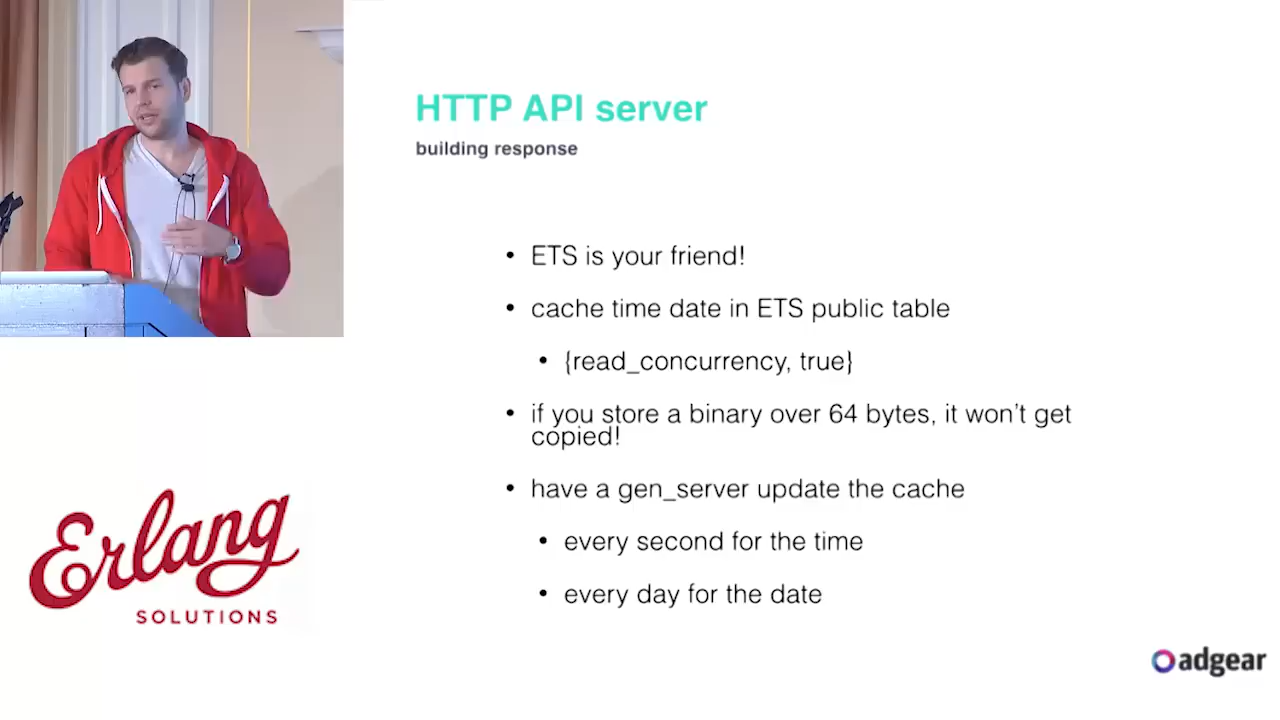 HTTP API server
building response
• ETS is your friend!
• cache time date in ETS public table
• {read_concurrency, true}
• if you store a binary over 64 bytes, it won't get
copied!
• have a gen_server update the cache
• every second for the time
• every day for the date
Erlang
SOLUTIONS
adgear